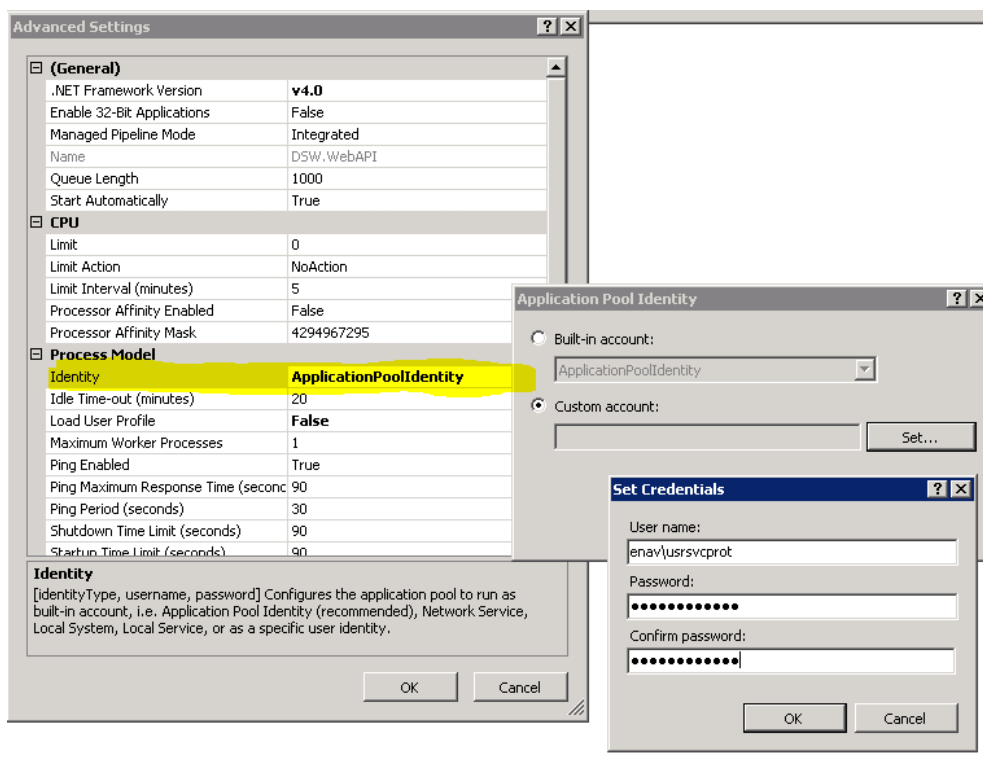 Advanced Settings
(General)
.NET Framework Version v4.0
Enable 32-Bit Applications False
Managed Pipeline Mode Integrated
Name DSW.WebAPI
Queue Length 1000
Start Automatically True
CPU
Limit 0
Limit Action NoAction
Limit Interval (minutes) 5
Processor Affinity Enabled False
Processor Affinity Mask 4294967295
Process Model
Identity ApplicationPoolIdentity
Idle Time-out (minutes) 20
Load User Profile False
Maximum Worker Processes 1
Ping Enabled True
Ping Maximum Response Time (seconc 90
Ping Period (seconds) 30
Shutdown Time Limit (seconds) 90
Startup Time Limit (seconds) 90
Identity
[identityType, username, password] Configures the application pool to run as
built-in account, i.e. Application Pool Identity (recommended), Network Service,
Local System, Local Service, or as a specific user identity.
OK Cancel
Application Pool Identity
Built-in account:
ApplicationPoolIdentity
Custom account:
Set...
Set Credentials
User name:
enav\usrsvcprot
Password:
●●●●●●●●●●●●
Confirm password:
●●●●●●●●●●●●
OK Cancel